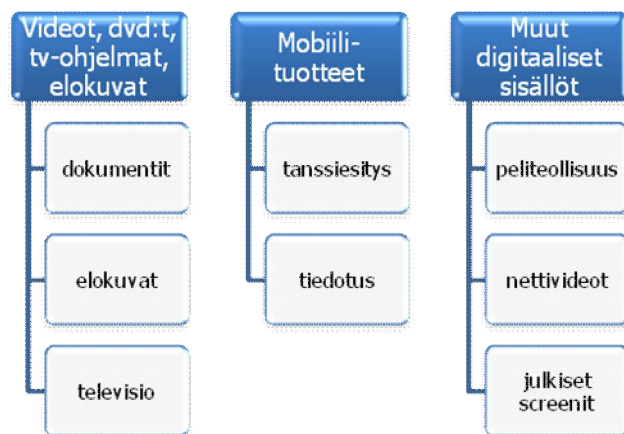 Videot, dvd:t,
tv-ohjelmat,
elokuvat
dokumentit
elokuvat
televisio
Mobiili-
tuotteet
tanssiesitys
tiedotus
Muut
digitaaliset
sisällöt
peliteollisuus
nettivideot
julkiset
screenit